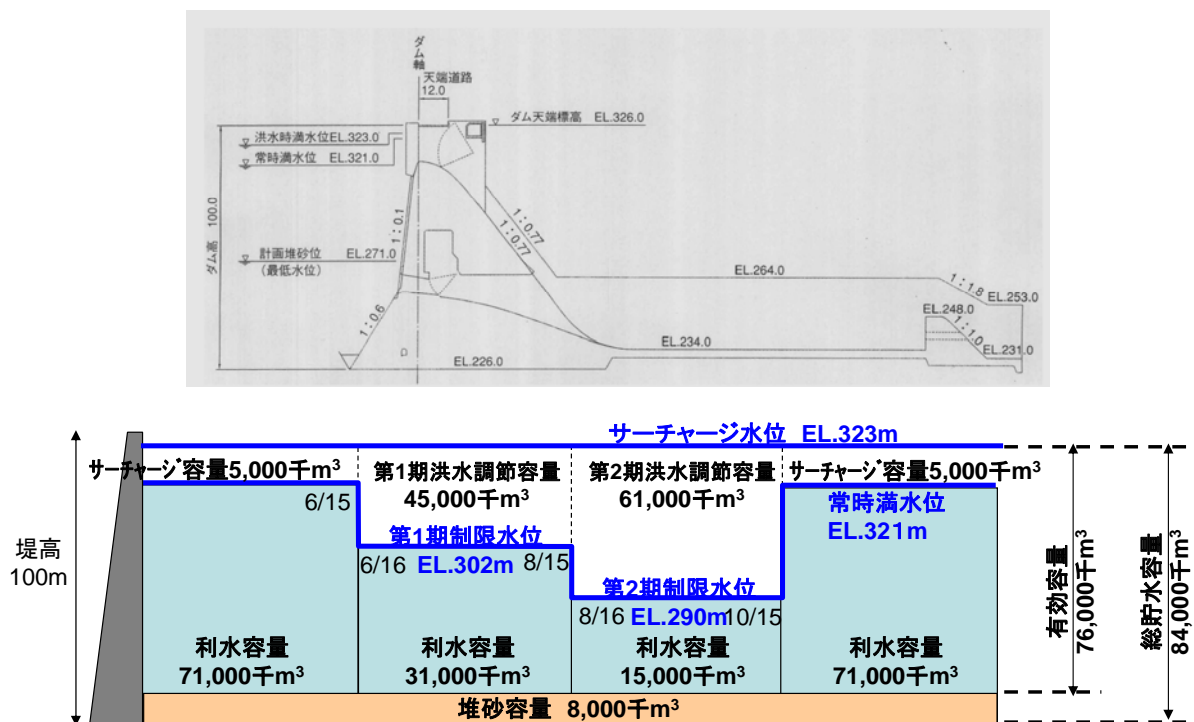 ダム軸
天端道路
12.0
ダム天端標高 EL.326.0
洪水時満水位EL.323.0
常時満水位 EL.321.0
ダム高 100.0
1:0.1
1:0.77
1:0.77
計画堆砂位 EL.271.0
(最低水位)
EL.264.0
1:1.8
EL.253.0
EL.248.0
1:1.0
1:0.6
EL.234.0
EL.231.0
EL.226.0
サーチャージ水位 EL.323m
サーチャージ容量5,000千m³
第1期洪水調節容量
45,000千m³
第2期洪水調節容量
61,000千m³
サーチャージ容量5,000千m³
6/15
常時満水位
EL.321m
第1期制限水位
6/16 EL.302m 8/15
第2期制限水位
8/16 EL.290m 10/15
堤高
100m
利水容量
71,000千m³
利水容量
31,000千m³
利水容量
15,000千m³
利水容量
71,000千m³
有効容量
76,000千m³
総貯水容量
84,000千m³
堆砂容量 8,000千m³